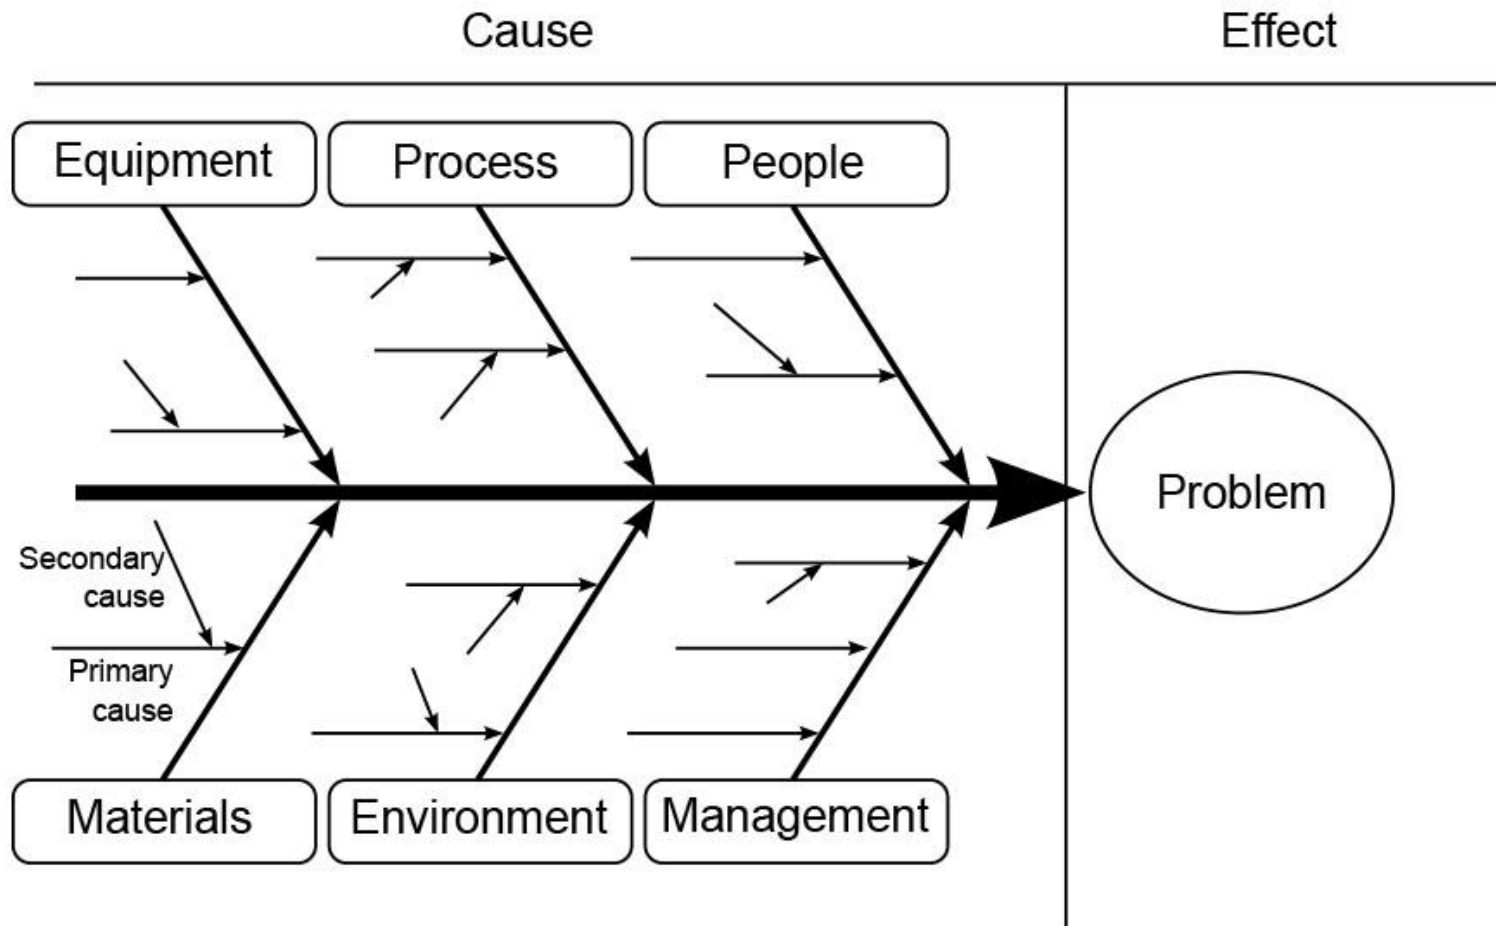 Cause
Effect
Equipment
Process
People
Problem
Secondary
cause
Primary
cause
Materials
Environment
Management